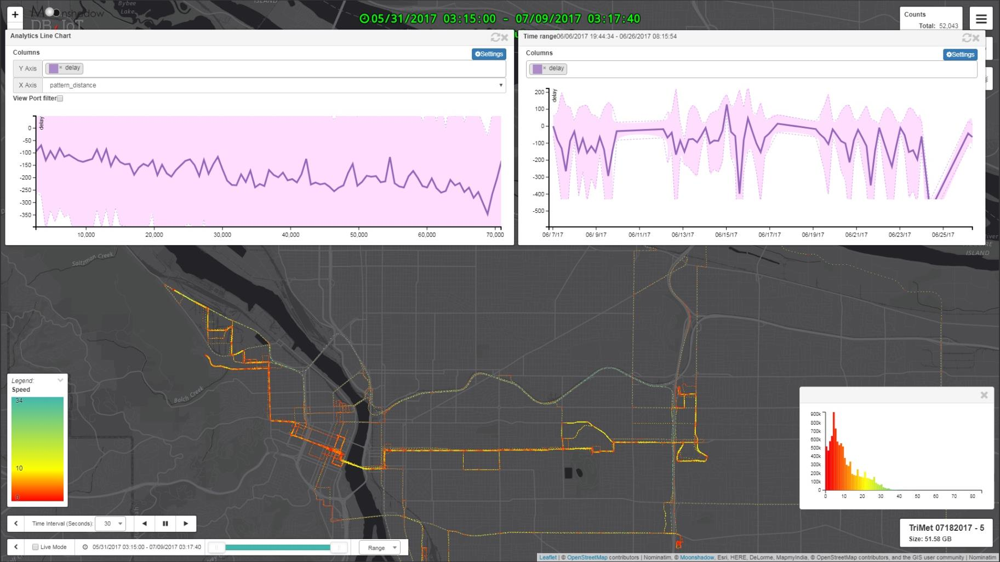 Bybee
Lake
ISLAND
+
Moonshadow
DB/IoT
05/31/2017 03:15:00 - 07/09/2017 03:17:40
Counts
Total: 52,043
Analytics Line Chart
Columns
Settings
Y Axis
× delay
X Axis
pattern_distance
View Port filter
delay
0
-50
-100
-150
-200
-250
-300
-350
10,000
20,000
30,000
40,000
50,000
60,000
70,000
Time range06/06/2017 19:44:34 - 06/26/2017 08:15:54
Columns
Settings
× delay
delay
200
100
0
-100
-200
-300
-400
-500
06/ 7/17
06/ 9/17
06/11/17
06/13/17
06/15/17
06/17/17
06/19/17
06/21/17
06/23/17
06/25/17
ISLAND
Saltzman Creek
Balch Creek
Legend:
Speed
34
10
0
900k
800k
700k
600k
500k
400k
300k
200k
100k
0
0
10
20
30
40
50
60
70
80
Time Interval (Seconds):
30
Live Mode
05/31/2017 03:15:00 - 07/09/2017 03:17:40
Range
TriMet 07182017 - 5
Size: 51.58 GB
Leaflet | © OpenStreetMap contributors | Nominatim, © Moonshadow, Esri, HERE, DeLorme, MapmyIndia, © OpenStreetMap contributors, and the GIS user community | Nominatim